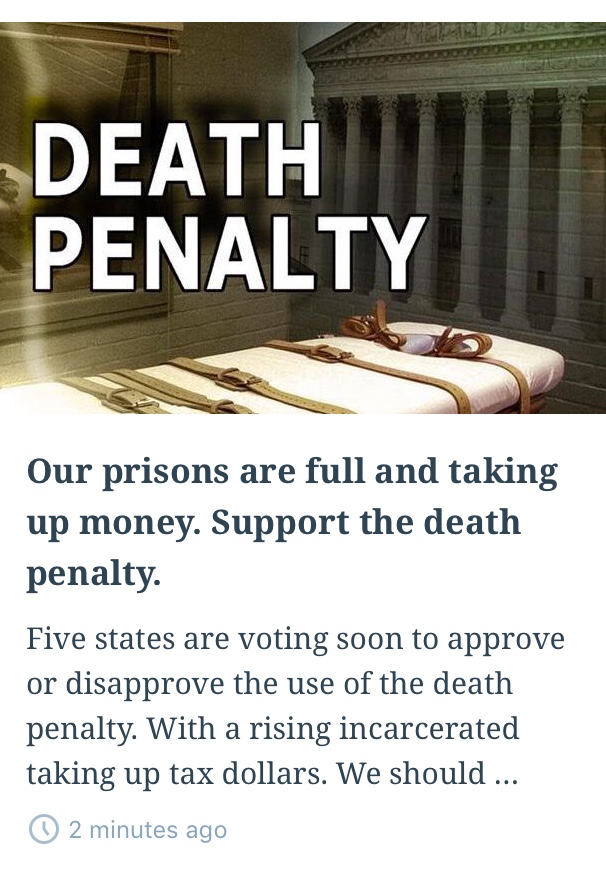 DEATH
PENALTY
Our prisons are full and taking
up money. Support the death
penalty.
Five states are voting soon to approve
or disapprove the use of the death
penalty. With a rising incarcerated
taking up tax dollars. We should ...
2 minutes ago